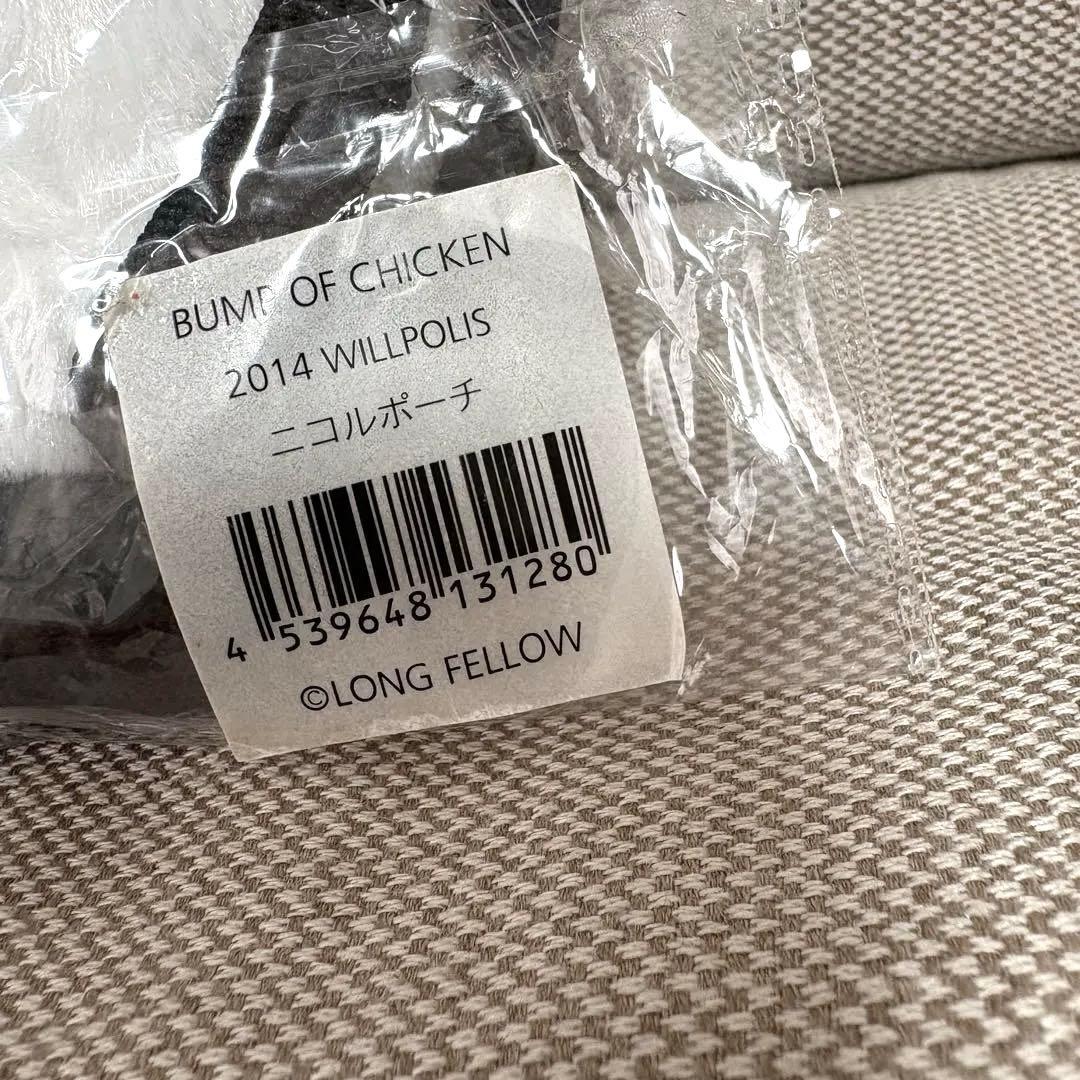 BUMP OF CHICKEN
2014 WILLPOLIS
ニコルポーチ
4 539648 131280
©LONG FELLOW